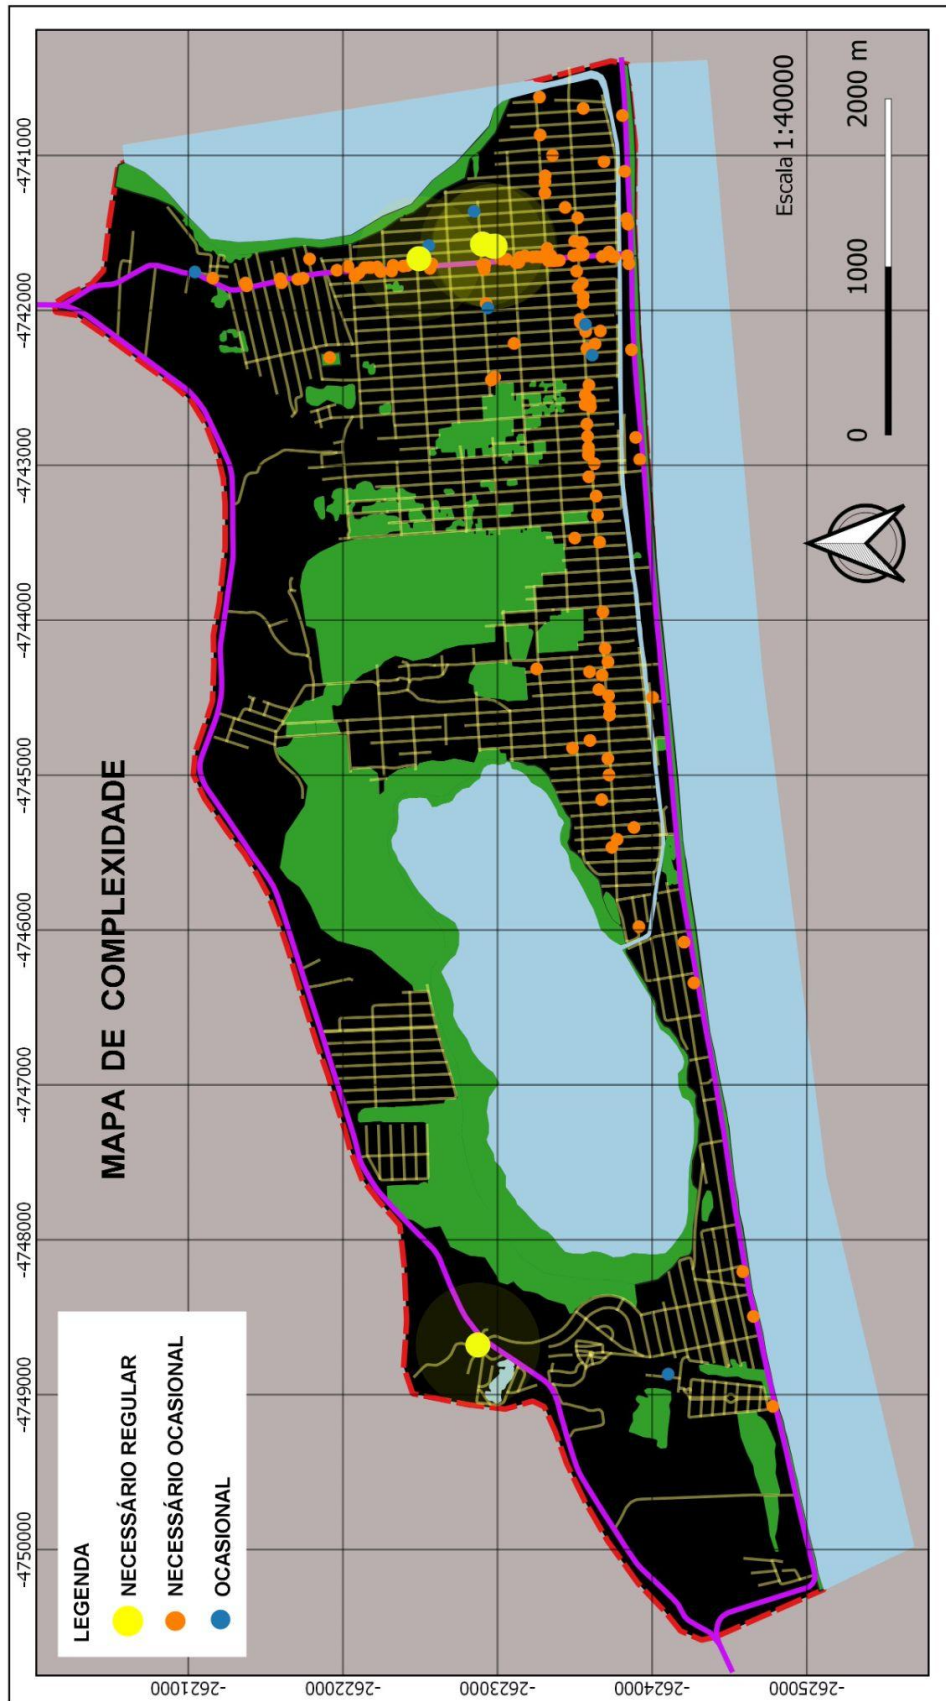 MAPA DE COMPLEXIDADE
-4750000
-4749000
-4748000
-4747000
-4746000
-4745000
-4744000
-4743000
-4742000
-4741000
-2621000
-2622000
-2623000
-2624000
-2625000
LEGENDA
NECESSÁRIO REGULAR
NECESSÁRIO OCASIONAL
OCASIONAL
Escala 1:40000
0 1000 2000 m